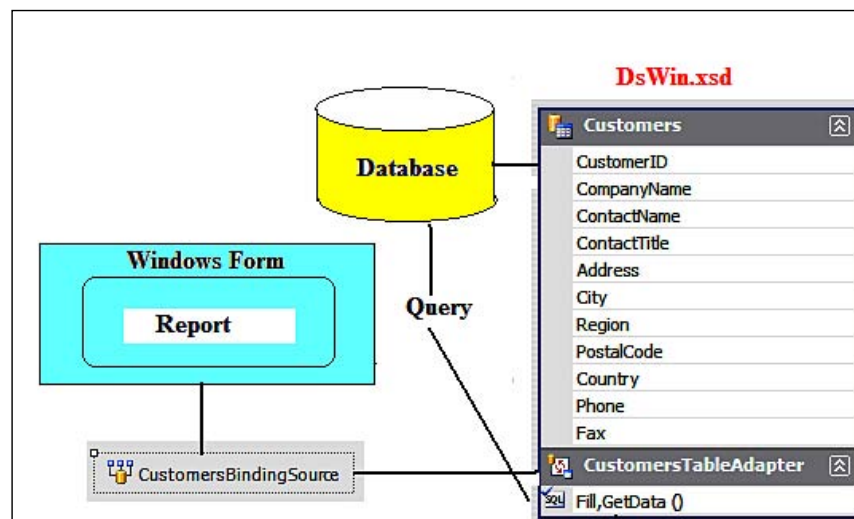 DsWin.xsd
Database
Customers
CustomerID
CompanyName
ContactName
ContactTitle
Address
City
Region
PostalCode
Country
Phone
Fax
CustomersTableAdapter
SQL Fill,GetData ()
Windows Form
Report
Query
CustomersBindingSource